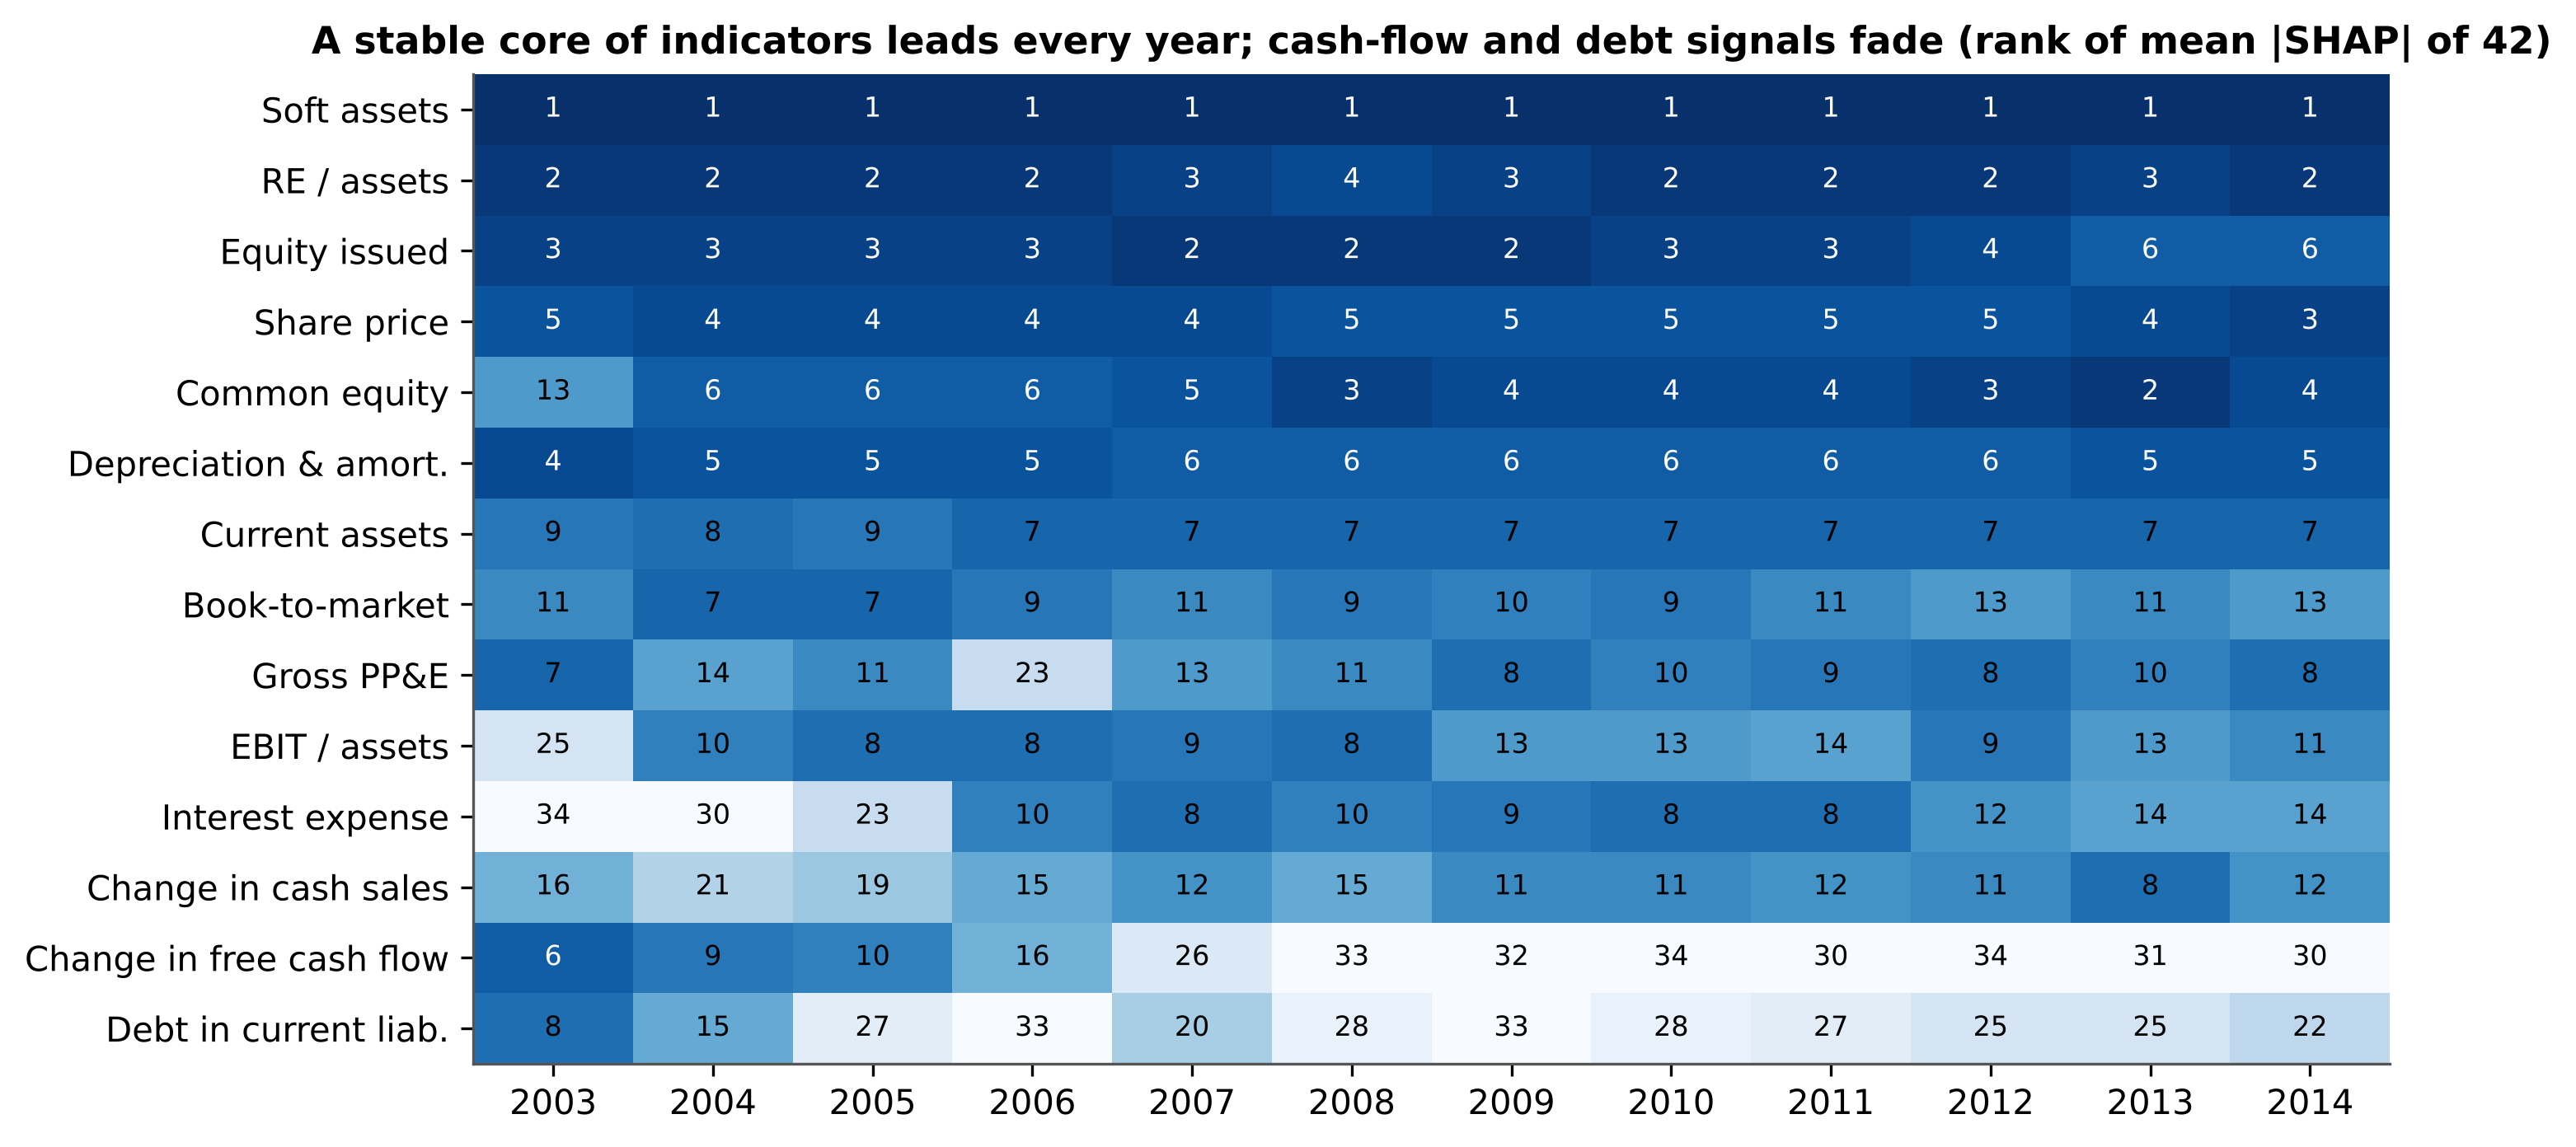 A stable core of indicators leads every year; cash-flow and debt signals fade (rank of mean |SHAP| of 42)
Soft assets 1 1 1 1 1 1 1 1 1 1 1 1
RE / assets 2 2 2 2 3 4 3 2 2 2 3 2
Equity issued 3 3 3 3 2 2 2 3 3 4 6 6
Share price 5 4 4 4 4 5 5 5 5 5 4 3
Common equity 13 6 6 6 5 3 4 4 4 3 2 4
Depreciation & amort. 4 5 5 5 6 6 6 6 6 6 5 5
Current assets 9 8 9 7 7 7 7 7 7 7 7 7
Book-to-market 11 7 7 9 11 9 10 9 11 13 11 13
Gross PP&E 7 14 11 23 13 11 8 10 9 8 10 8
EBIT / assets 25 10 8 8 9 8 13 13 14 9 13 11
Interest expense 34 30 23 10 8 10 9 8 8 12 14 14
Change in cash sales 16 21 19 15 12 15 11 11 12 11 8 12
Change in free cash flow 6 9 10 16 26 33 32 34 30 34 31 30
Debt in current liab. 8 15 27 33 20 28 33 28 27 25 25 22
2003 2004 2005 2006 2007 2008 2009 2010 2011 2012 2013 2014